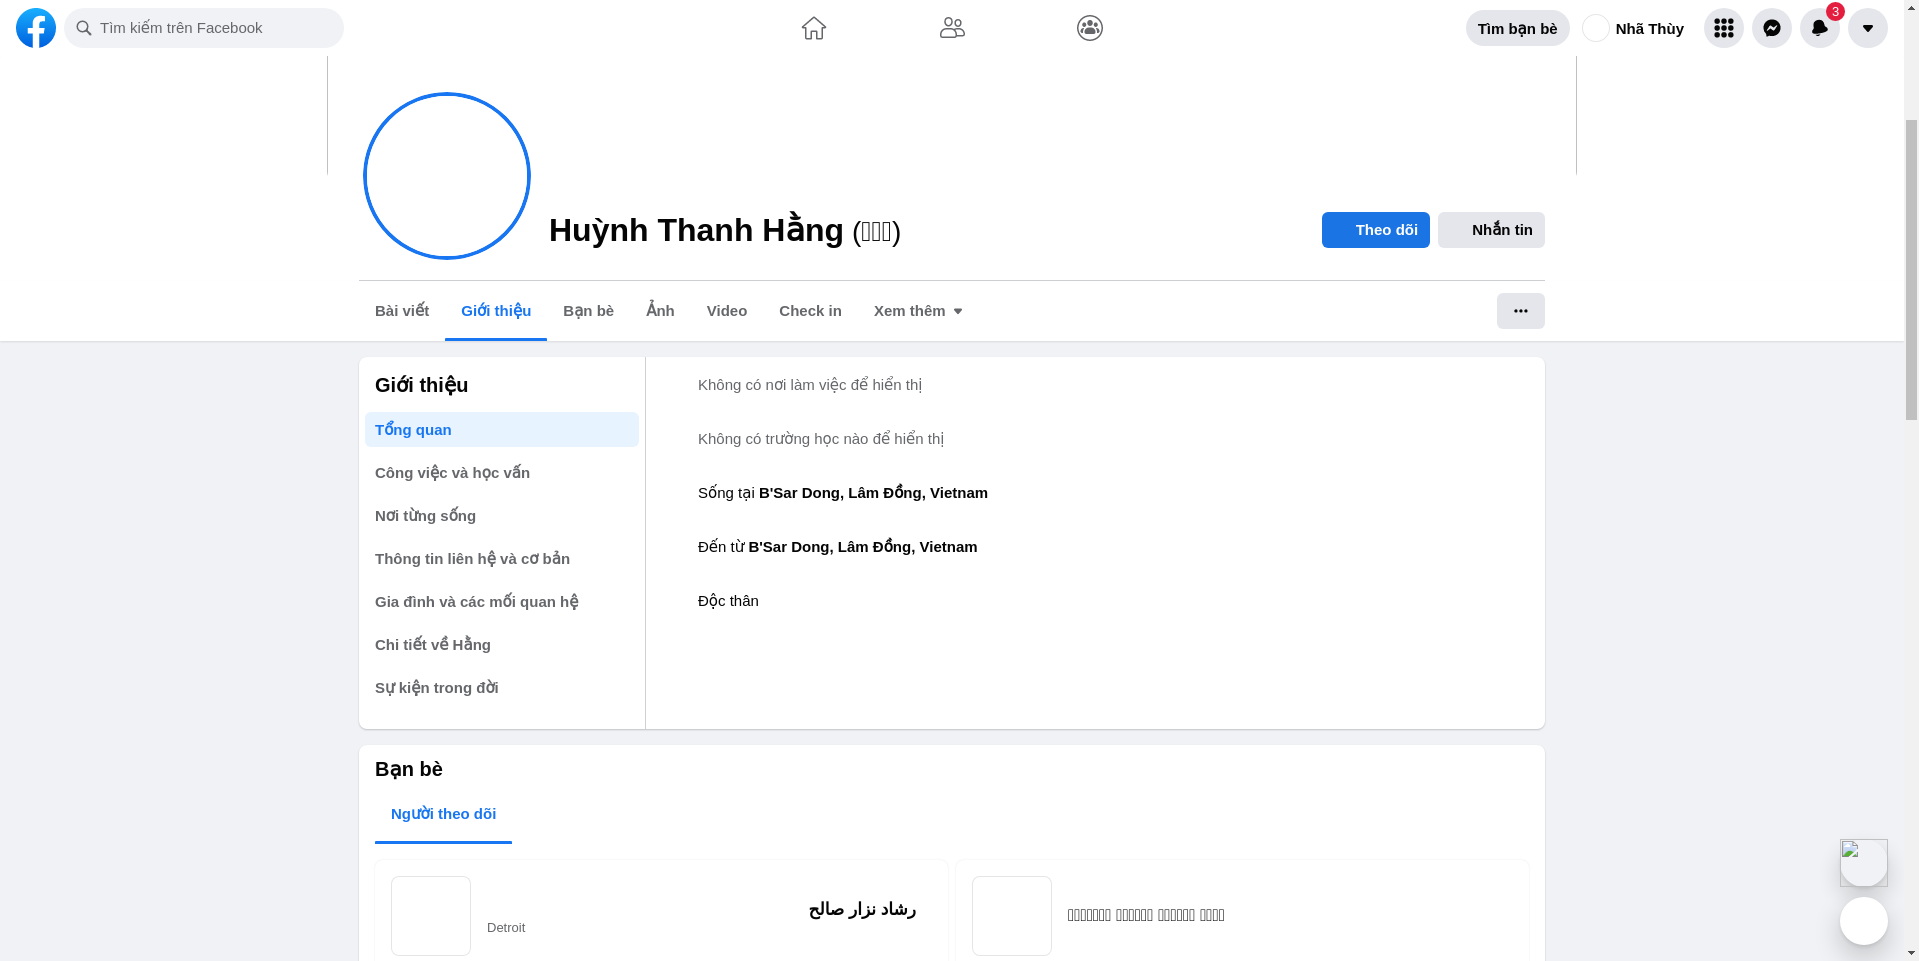 Tìm kiếm trên Facebook
Tìm bạn bè
Nhã Thùy
3
Huỳnh Thanh Hằng
Theo dõi
Nhắn tin
Bài viết
Giới thiệu
Bạn bè
Ảnh
Video
Check in
Xem thêm
Giới thiệu
Tổng quan
Công việc và học vấn
Nơi từng sống
Thông tin liên hệ và cơ bản
Gia đình và các mối quan hệ
Chi tiết về Hằng
Sự kiện trong đời
Không có nơi làm việc để hiển thị
Không có trường học nào để hiển thị
Sống tại B'Sar Dong, Lâm Đồng, Vietnam
Đến từ B'Sar Dong, Lâm Đồng, Vietnam
Độc thân
Bạn bè
Người theo dõi
رشاد نزار صالح
Detroit